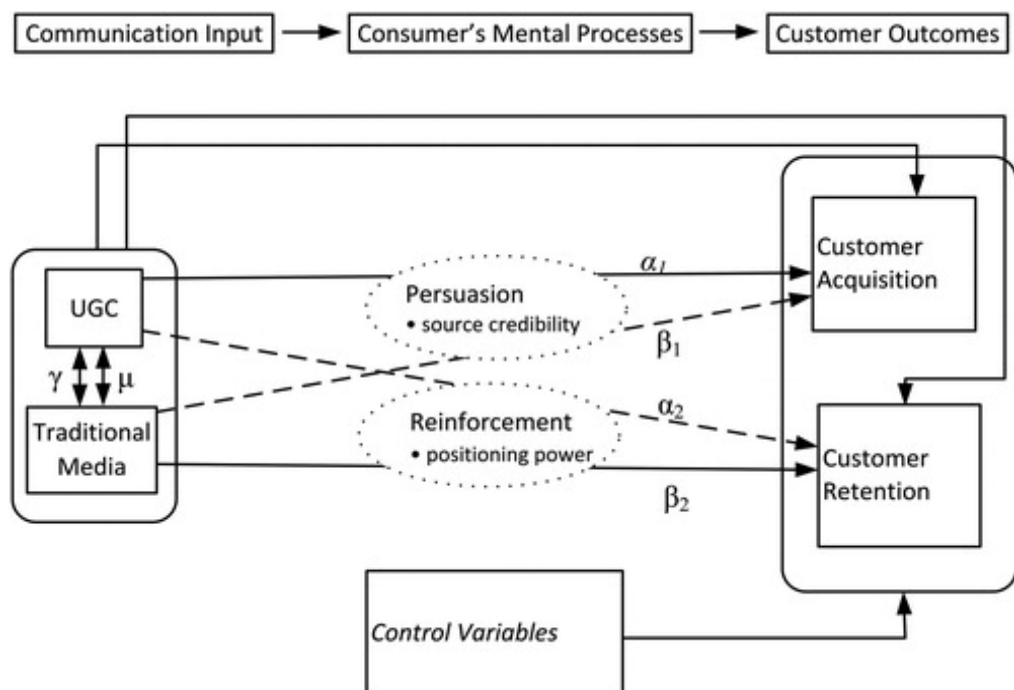 Communication Input
Consumer’s Mental Processes
Customer Outcomes
UGC
γ
μ
Traditional
Media
Persuasion
• source credibility
Reinforcement
• positioning power
α1
β1
α2
β2
Customer
Acquisition
Customer
Retention
Control Variables